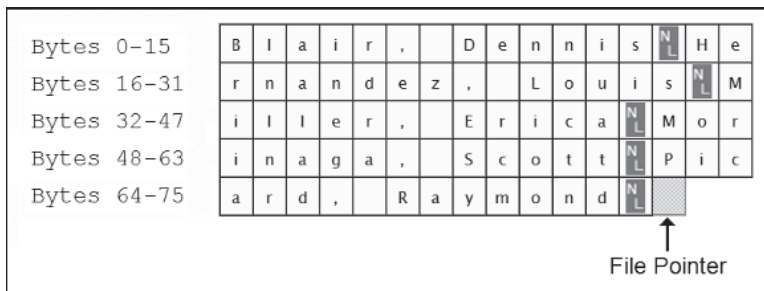 Bytes 0-15 B l a i r , D e n n i s NL H e
Bytes 16-31 r n a n d e z , L o u i s NL M
Bytes 32-47 i l l e r , E r i c a NL M o r
Bytes 48-63 i n a g a , S c o t t NL P i c
Bytes 64-75 a r d , R a y m o n d NL
File Pointer